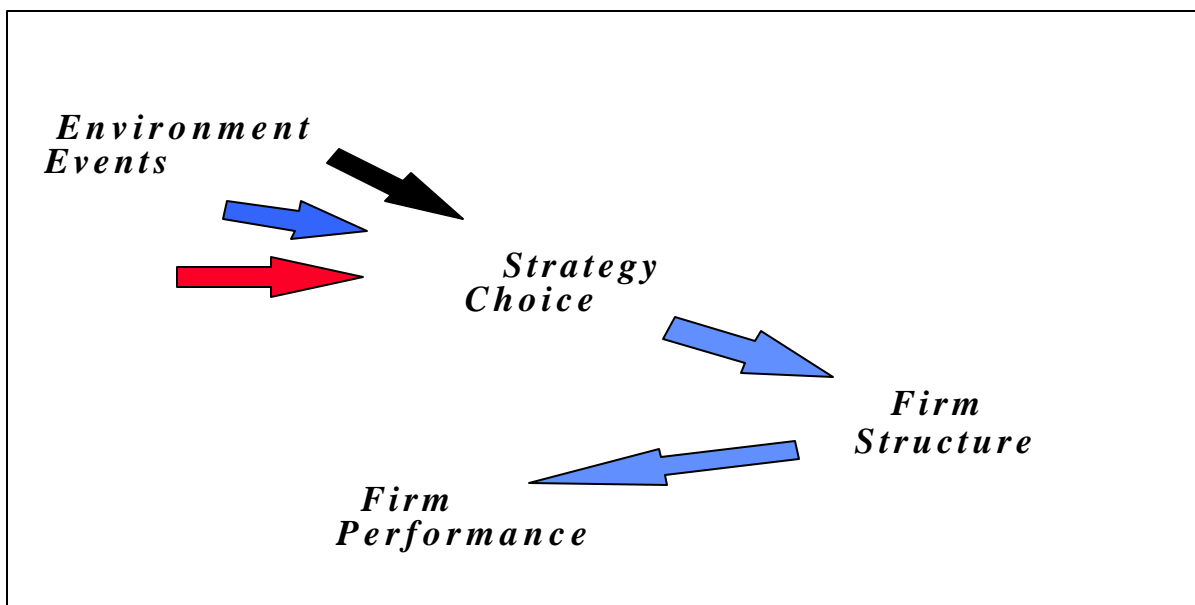 Environment
Events
Strategy
Choice
Firm
Structure
Firm
Performance